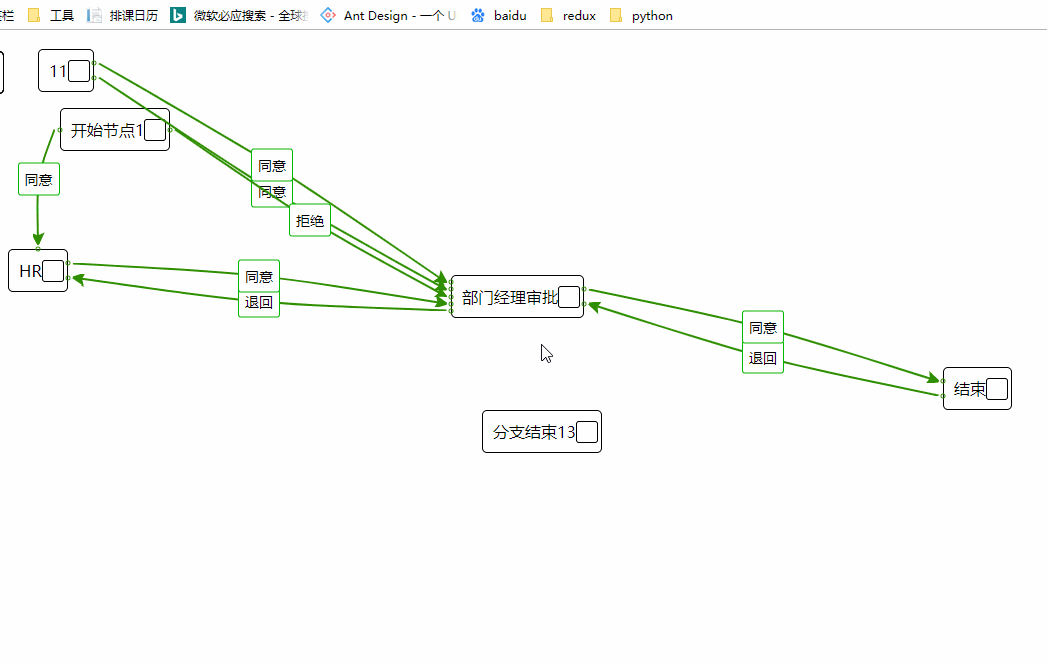 工具
排课日历
微软必应搜索 - 全球
Ant Design - 一个 U
baidu
redux
python
11
开始节点1
同意
同意
同意
拒绝
HR
同意
退回
部门经理审批
同意
退回
结束
分支结束13